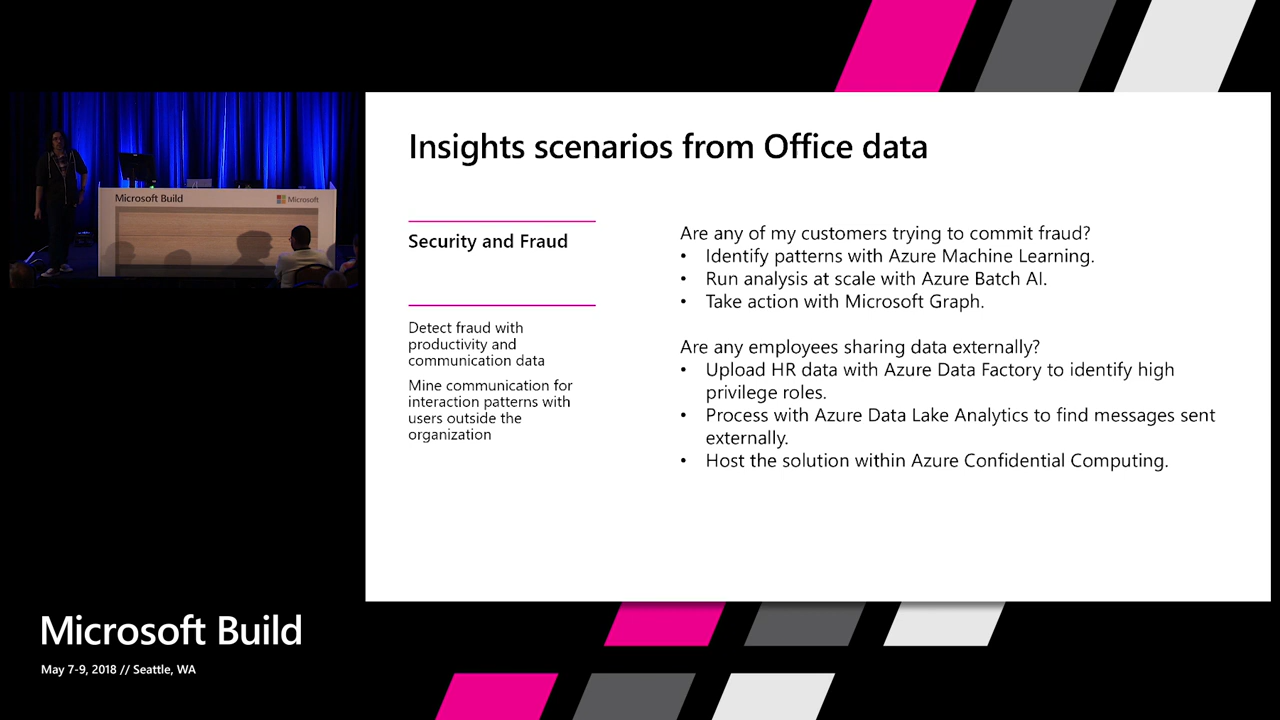 Microsoft Build
Microsoft
Insights scenarios from Office data
Security and Fraud
Detect fraud with
productivity and
communication data
Mine communication for
interaction patterns with
users outside the
organization
Are any of my customers trying to commit fraud?
• Identify patterns with Azure Machine Learning.
• Run analysis at scale with Azure Batch AI.
• Take action with Microsoft Graph.
Are any employees sharing data externally?
• Upload HR data with Azure Data Factory to identify high
privilege roles.
• Process with Azure Data Lake Analytics to find messages sent
externally.
• Host the solution within Azure Confidential Computing.
Microsoft Build
May 7-9, 2018 // Seattle, WA